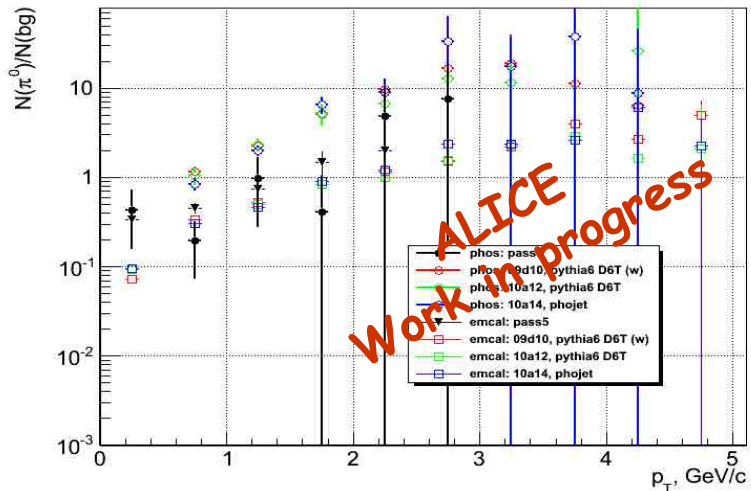 N(π⁰)/N(bg)
10
1
10⁻¹
10⁻²
10⁻³
ALICE
Work in progress
phos: pass5
phos: 09d10, pythia6 D6T (w)
phos: 10a12, pythia6 D6T
phos: 10a14, phojet
emcal: pass5
emcal: 09d10, pythia6 D6T (w)
emcal: 10a12, pythia6 D6T
emcal: 10a14, phojet
0 1 2 3 4 5
p_T, GeV/c